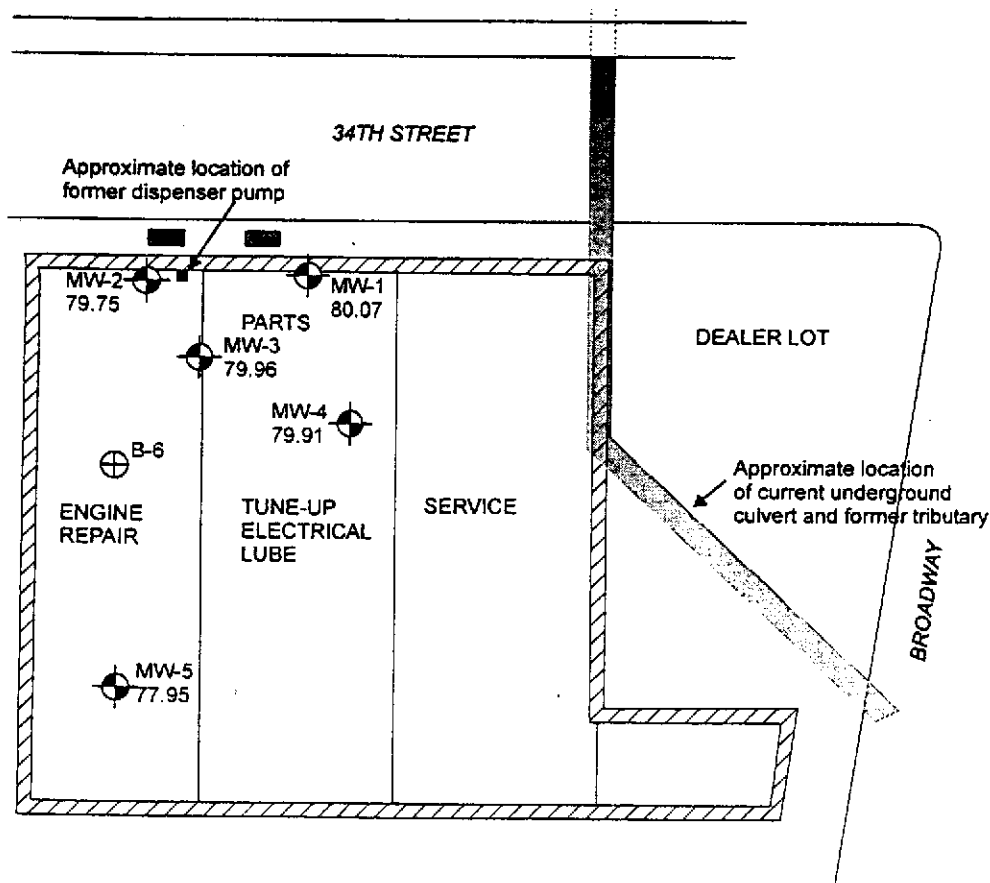 34TH STREET
Approximate location of
former dispenser pump
MW-2
79.75
MW-1
80.07
PARTS
MW-3
79.96
DEALER LOT
MW-4
79.91
B-6
Approximate location
of current underground
culvert and former tributary
ENGINE
REPAIR
TUNE-UP
ELECTRICAL
LUBE
SERVICE
BROADWAY
MW-5
77.95